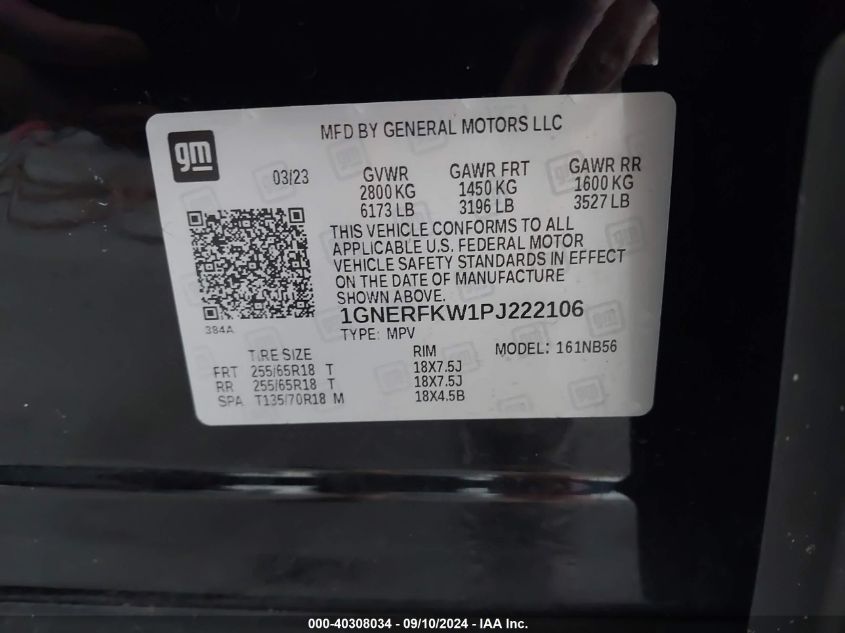 gm
MFD BY GENERAL MOTORS LLC
03/23
GVWR GAWR FRT GAWR RR
2800 KG 1450 KG 1600 KG
6173 LB 3196 LB 3527 LB
THIS VEHICLE CONFORMS TO ALL
APPLICABLE U.S. FEDERAL MOTOR
VEHICLE SAFETY STANDARDS IN EFFECT
ON THE DATE OF MANUFACTURE
SHOWN ABOVE.
384A
1GNERFKW1PJ222106
TYPE: MPV
TIRE SIZE RIM MODEL: 161NB56
FRT 255/65R18 T 18X7.5J
RR 255/65R18 T 18X7.5J
SPA T135/70R18 M 18X4.5B
000-40308034 - 09/10/2024 - IAA Inc.